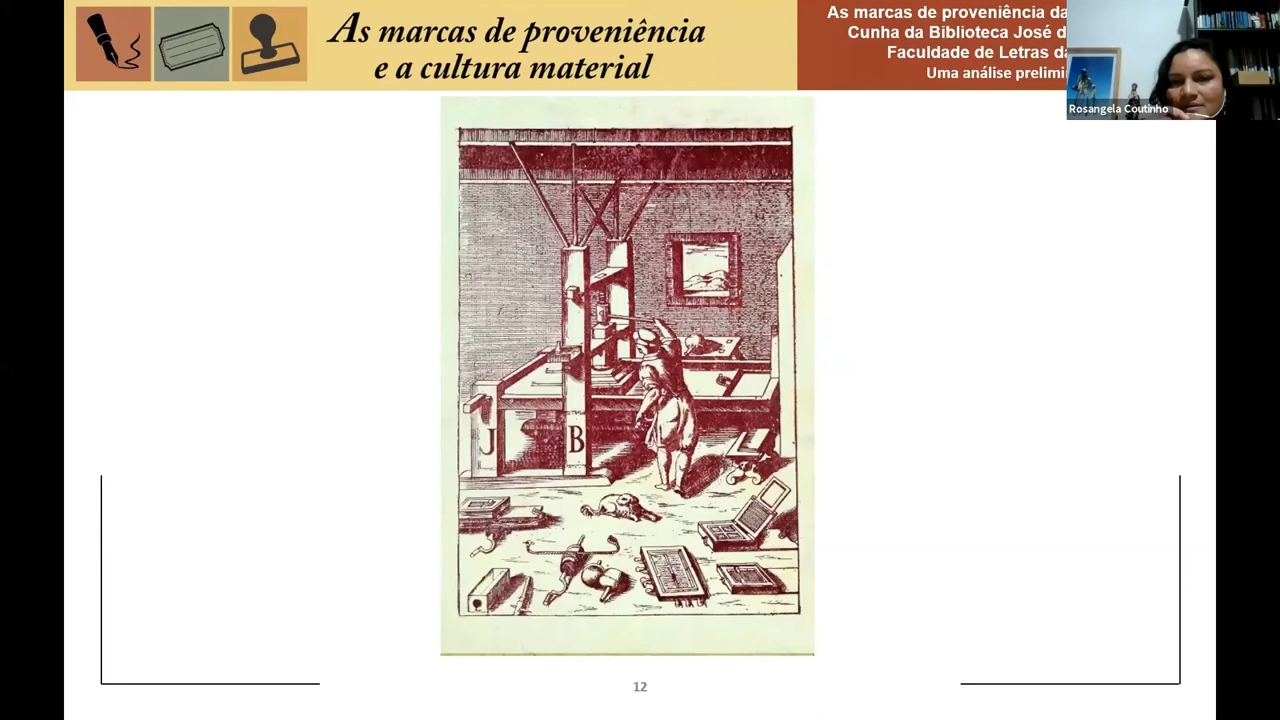 As marcas de proveniência
e a cultura material
As marcas de proveniência da
Cunha da Biblioteca José d
Faculdade de Letras da
Uma análise prelimi
Rosangela Coutinho
J B
12